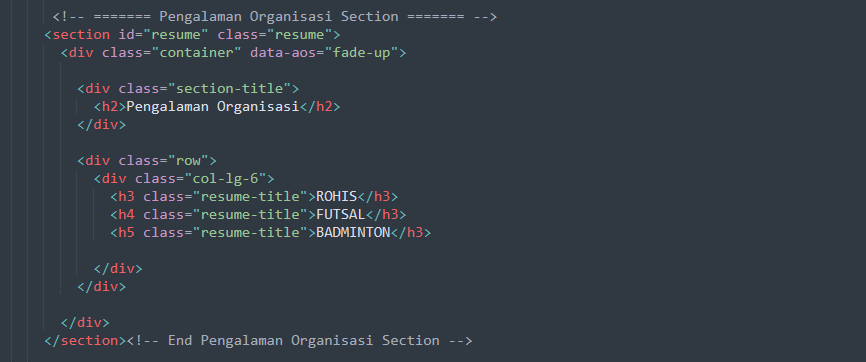 <!-- ======= Pengalaman Organisasi Section ======= -->
<section id="resume" class="resume">
<div class="container" data-aos="fade-up">
<div class="section-title">
<h2>Pengalaman Organisasi</h2>
</div>
<div class="row">
<div class="col-lg-6">
<h3 class="resume-title">ROHIS</h3>
<h4 class="resume-title">FUTSAL</h3>
<h5 class="resume-title">BADMINTON</h3>
</div>
</div>
</div>
</section><!-- End Pengalaman Organisasi Section -->